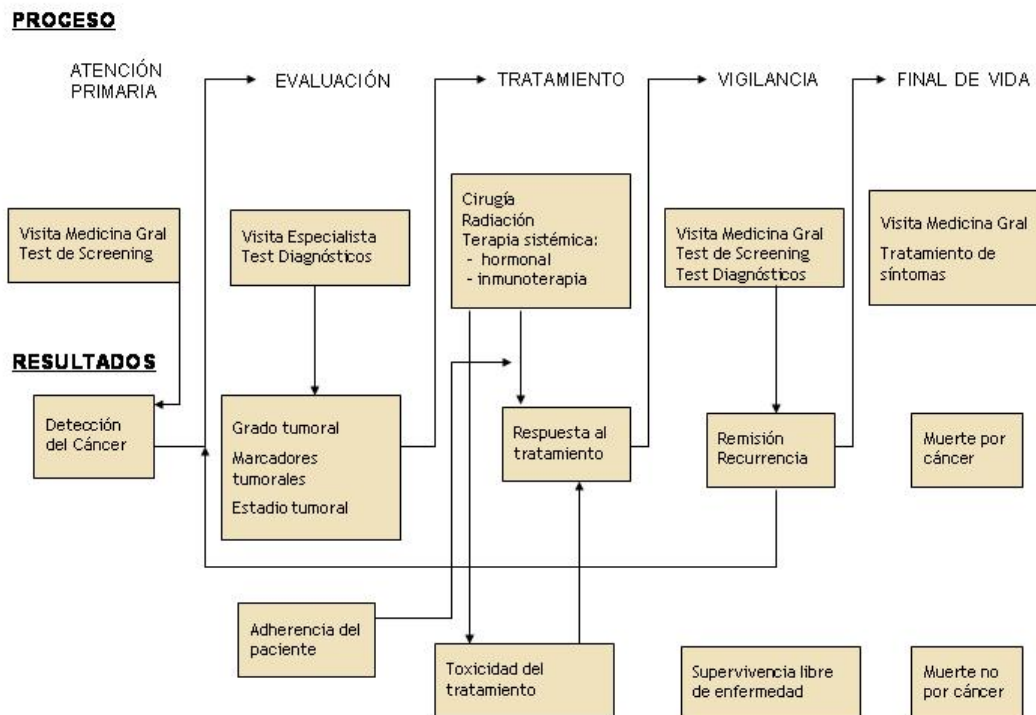 PROCESO
ATENCIÓN
PRIMARIA
EVALUACIÓN
TRATAMIENTO
VIGILANCIA
FINAL DE VIDA
Visita Medicina Gral
Test de Screening
Visita Especialista
Test Diagnósticos
Cirugía
Radiación
Terapia sistémica:
- hormonal
- inmunoterapia
Visita Medicina Gral
Test de Screening
Test Diagnósticos
Visita Medicina Gral
Tratamiento de
síntomas
RESULTADOS
Detección
del Cáncer
Grado tumoral
Marcadores
tumorales
Estadio tumoral
Respuesta al
tratamiento
Remisión
Recurrencia
Muerte por
cáncer
Adherencia del
paciente
Toxicidad del
tratamiento
Supervivencia libre
de enfermedad
Muerte no
por cáncer